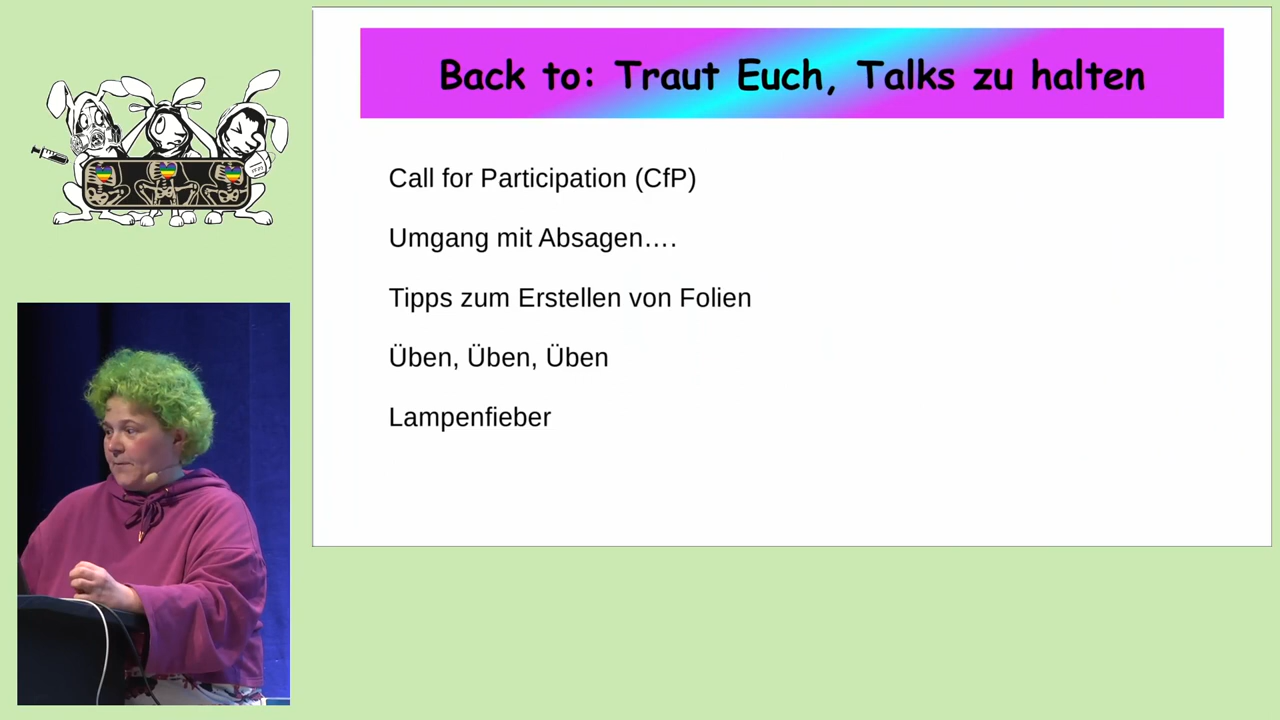 Back to: Traut Euch, Talks zu halten
Call for Participation (CfP)
Umgang mit Absagen....
Tipps zum Erstellen von Folien
Üben, Üben, Üben
Lampenfieber